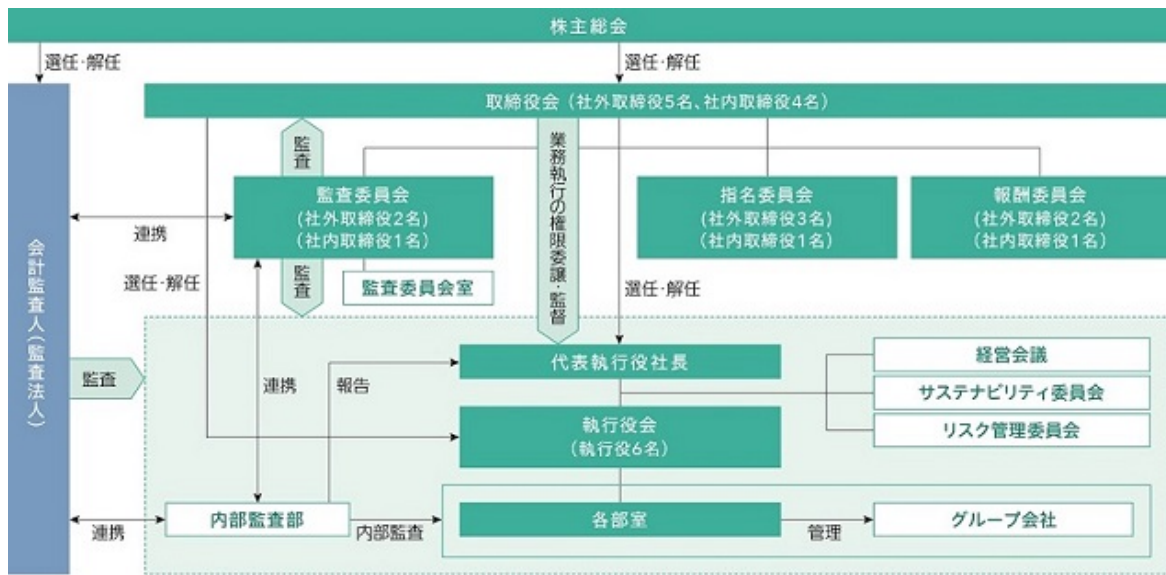 株主総会
選任・解任
選任・解任
取締役会（社外取締役5名、社内取締役4名）
監査
業務執行の権限委譲・監督
監査委員会
（社外取締役2名）
（社内取締役1名）
指名委員会
（社外取締役3名）
（社内取締役1名）
報酬委員会
（社外取締役2名）
（社内取締役1名）
連携
会計監査人（監査法人）
選任・解任
監査
監査委員会室
選任・解任
代表執行役社長
経営会議
監査
連携
報告
サステナビリティ委員会
執行役会
（執行役6名）
リスク管理委員会
連携
内部監査部
内部監査
各部室
管理
グループ会社